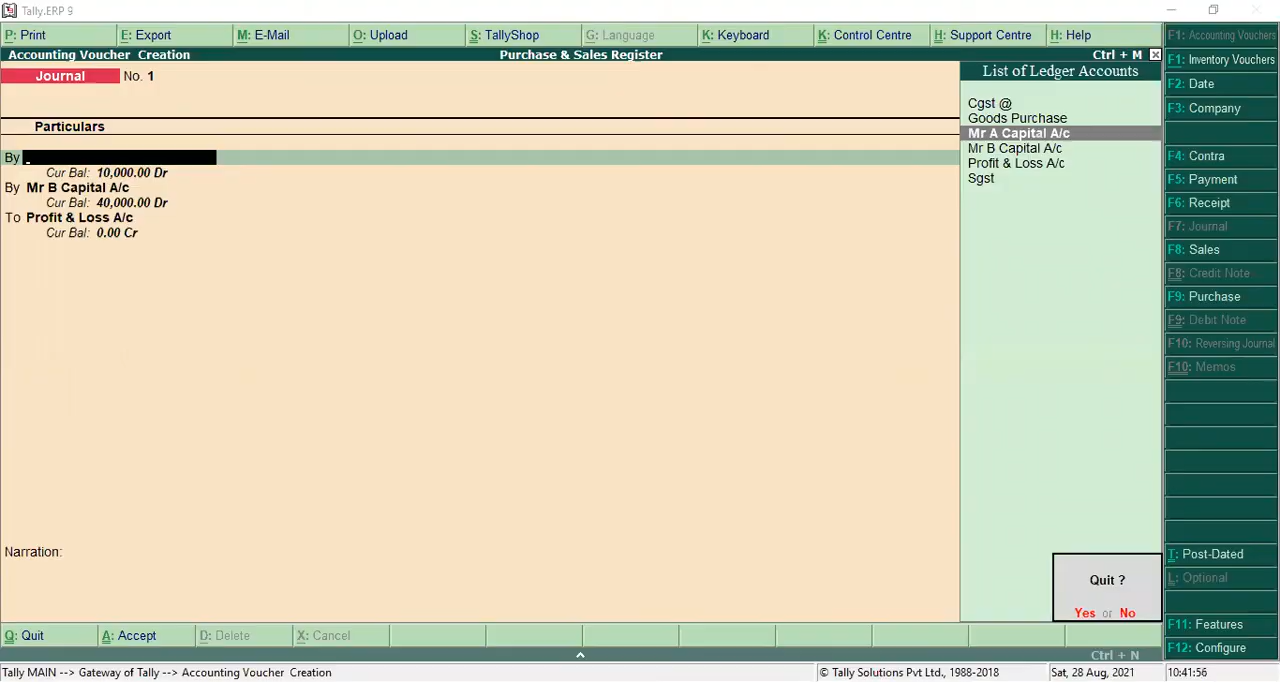 Tally.ERP 9
P: Print E: Export M: E-Mail O: Upload S: TallyShop G: Language K: Keyboard K: Control Centre H: Support Centre H: Help
Accounting Voucher Creation Purchase & Sales Register Ctrl + M
Journal No. 1
Particulars
By
Cur Bal: 10,000.00 Dr
By Mr B Capital A/c
Cur Bal: 40,000.00 Dr
To Profit & Loss A/c
Cur Bal: 0.00 Cr
Narration:
List of Ledger Accounts
Cgst @
Goods Purchase
Mr A Capital A/c
Mr B Capital A/c
Profit & Loss A/c
Sgst
Quit ?
Yes or No
F1: Accounting Vouchers
F1: Inventory Vouchers
F2: Date
F3: Company
F4: Contra
F5: Payment
F6: Receipt
F7: Journal
F8: Sales
F8: Credit Note
F9: Purchase
F9: Debit Note
F10: Reversing Journal
F10: Memos
T: Post-Dated
L: Optional
F11: Features
F12: Configure
Q: Quit A: Accept D: Delete X: Cancel
Ctrl + N
Tally MAIN --> Gateway of Tally --> Accounting Voucher Creation © Tally Solutions Pvt Ltd., 1988-2018 Sat, 28 Aug, 2021 10:41:56